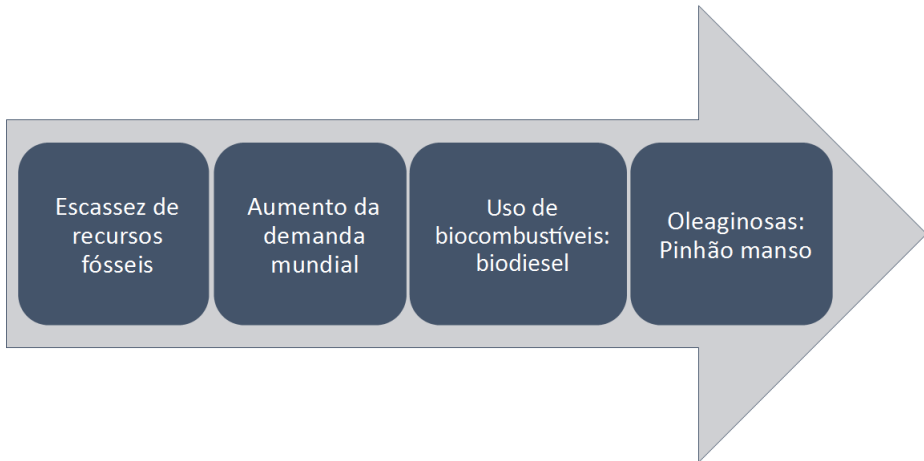 Escassez de
recursos
fósseis
Aumento da
demanda
mundial
Uso de
biocombustíveis:
biodiesel
Oleaginosas:
Pinhão manso